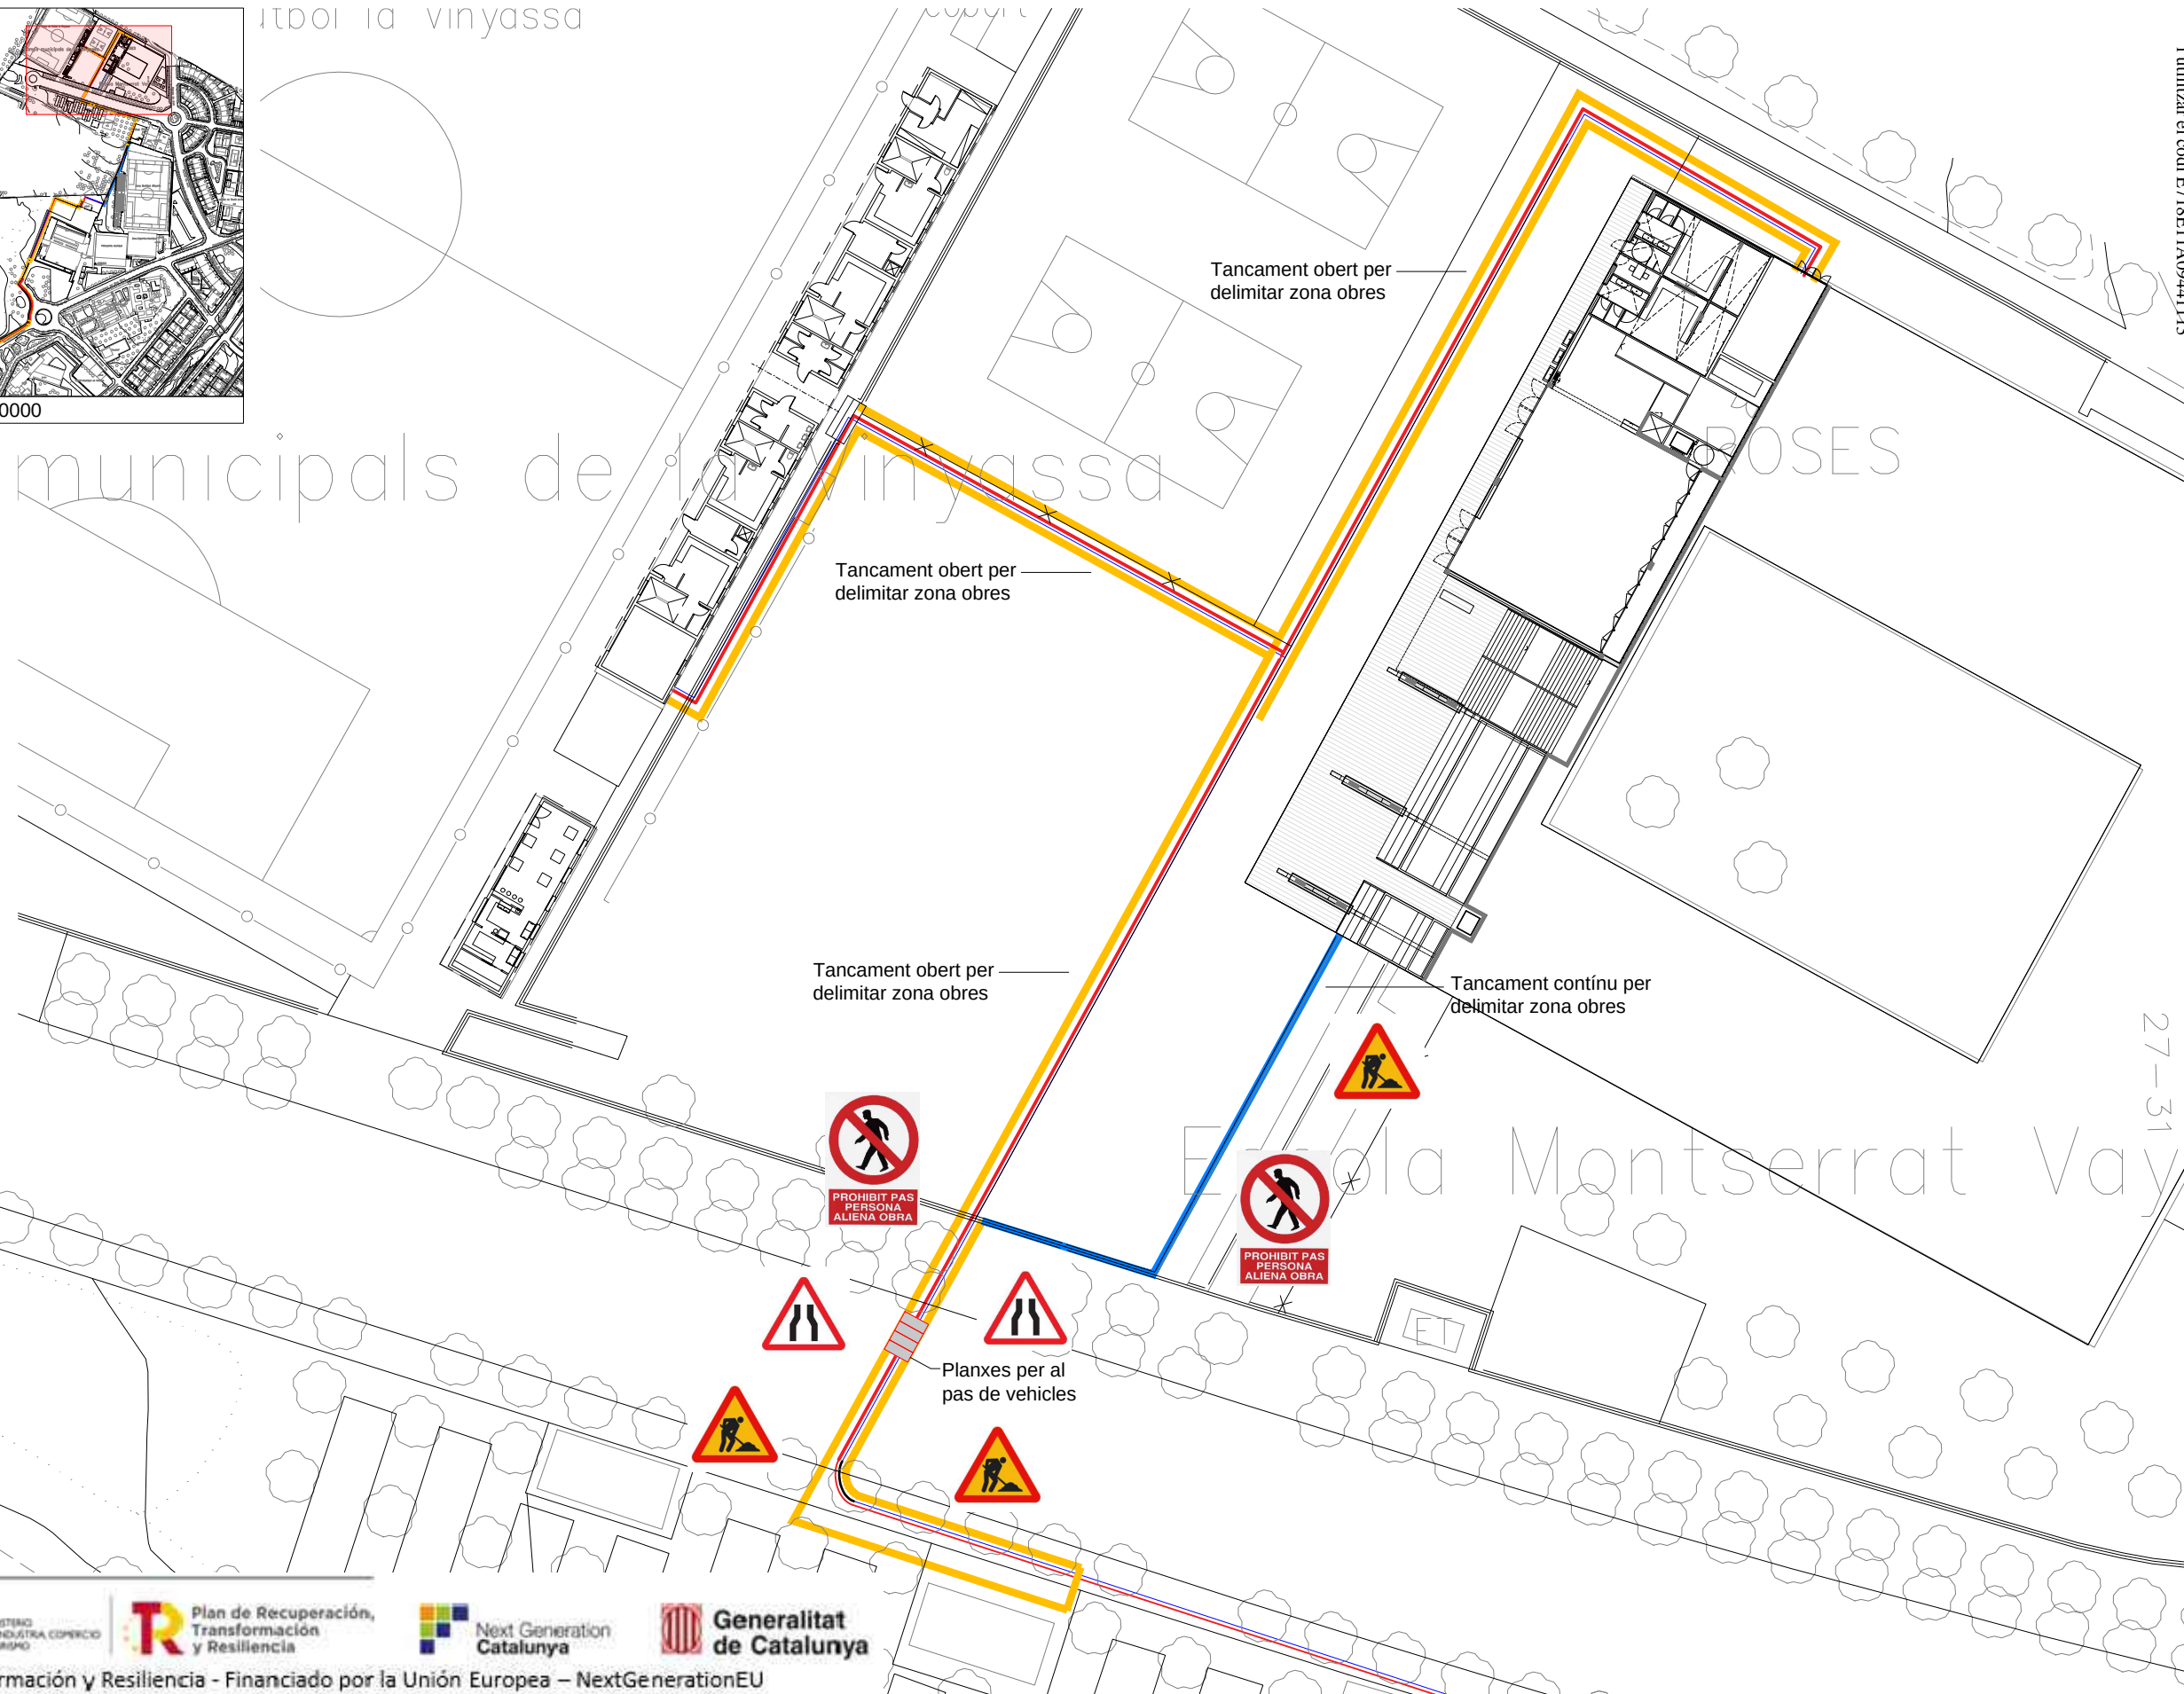 futbol la Vinyassa
0000
municipals de la Vinyassa
ROSES
Tancament obert per
delimitar zona obres
Tancament obert per
delimitar zona obres
Tancament obert per
delimitar zona obres
Tancament contínu per
delimitar zona obres
27-31
Escola Montserrat Vay
PROHIBIT PAS
PERSONA
ALIENA OBRA
PROHIBIT PAS
PERSONA
ALIENA OBRA
ET
Planxes per al
pas de vehicles
Plan de Recuperación,
Transformación
y Resiliencia
Next Generation
Catalunya
Generalitat
de Catalunya
rmación y Resiliencia - Financiado por la Unión Europea – NextGenerationEU